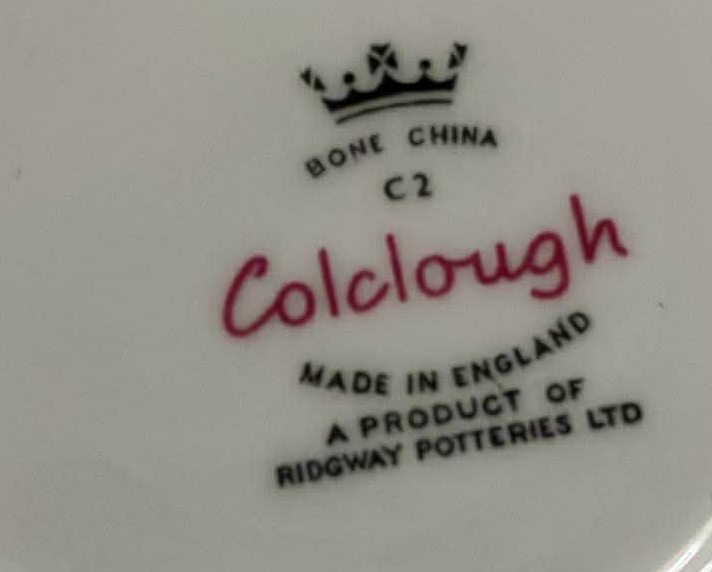 BONE CHINA
C2
Colclough
MADE IN ENGLAND
A PRODUCT OF
RIDGWAY POTTERIES LTD